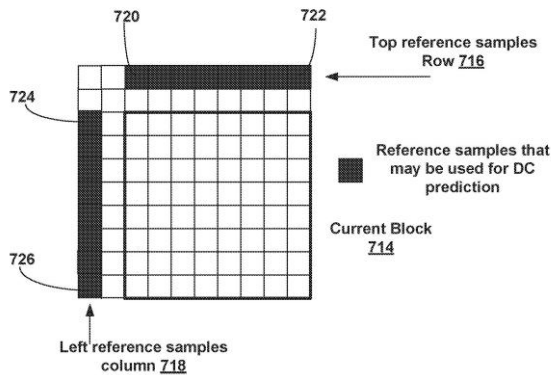 720
722
Top reference samples
Row 716
724
Reference samples that
may be used for DC
prediction
Current Block
714
726
Left reference samples
column 718